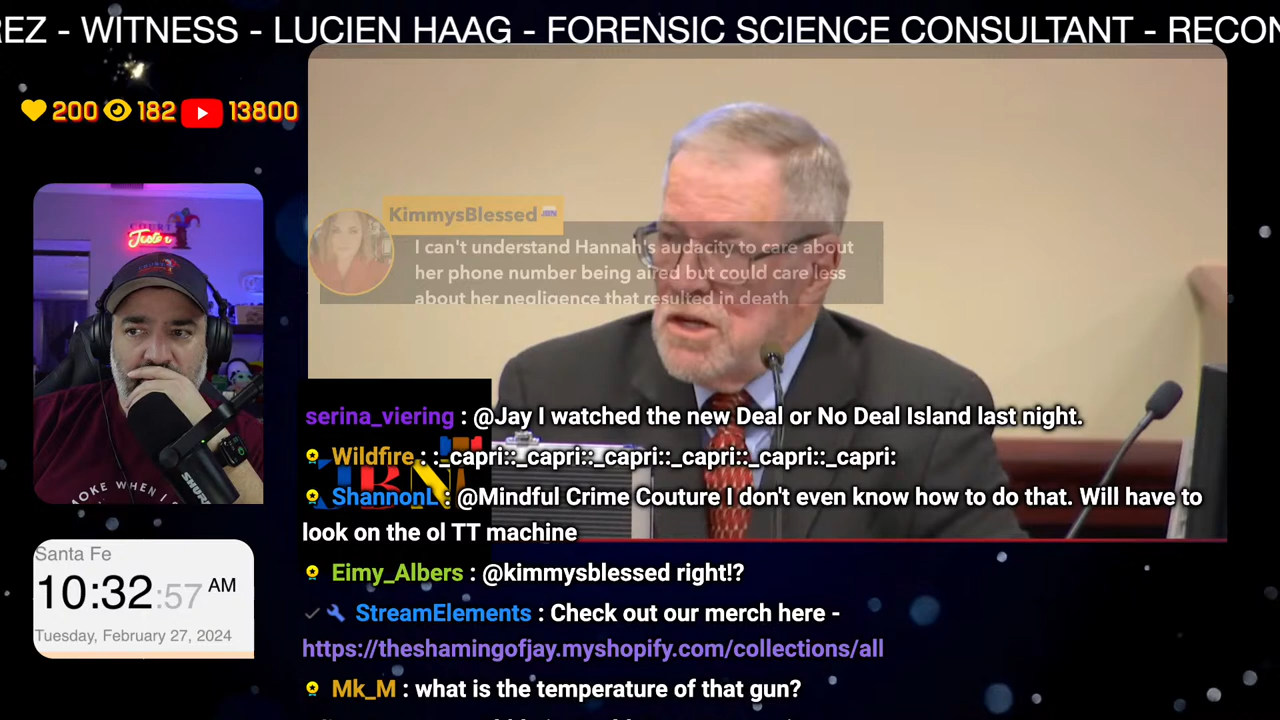 REZ - WITNESS - LUCIEN HAAG - FORENSIC SCIENCE CONSULTANT - RECON
200 182 13800
KimmysBlessed
I can't understand Hannah's audacity to care about
her phone number being aired but could care less
about her negligence that resulted in death
serina_viering : @Jay I watched the new Deal or No Deal Island last night.
Wildfire : :_capri::_capri::_capri::_capri::_capri::_capri:
ShannonL : @Mindful Crime Couture I don't even know how to do that. Will have to
look on the ol TT machine
Santa Fe
10:32:57 AM
Tuesday, February 27, 2024
Eimy_Albers : @kimmysblessed right!?
StreamElements : Check out our merch here -
https://theshamingofjay.myshopify.com/collections/all
Mk_M : what is the temperature of that gun?